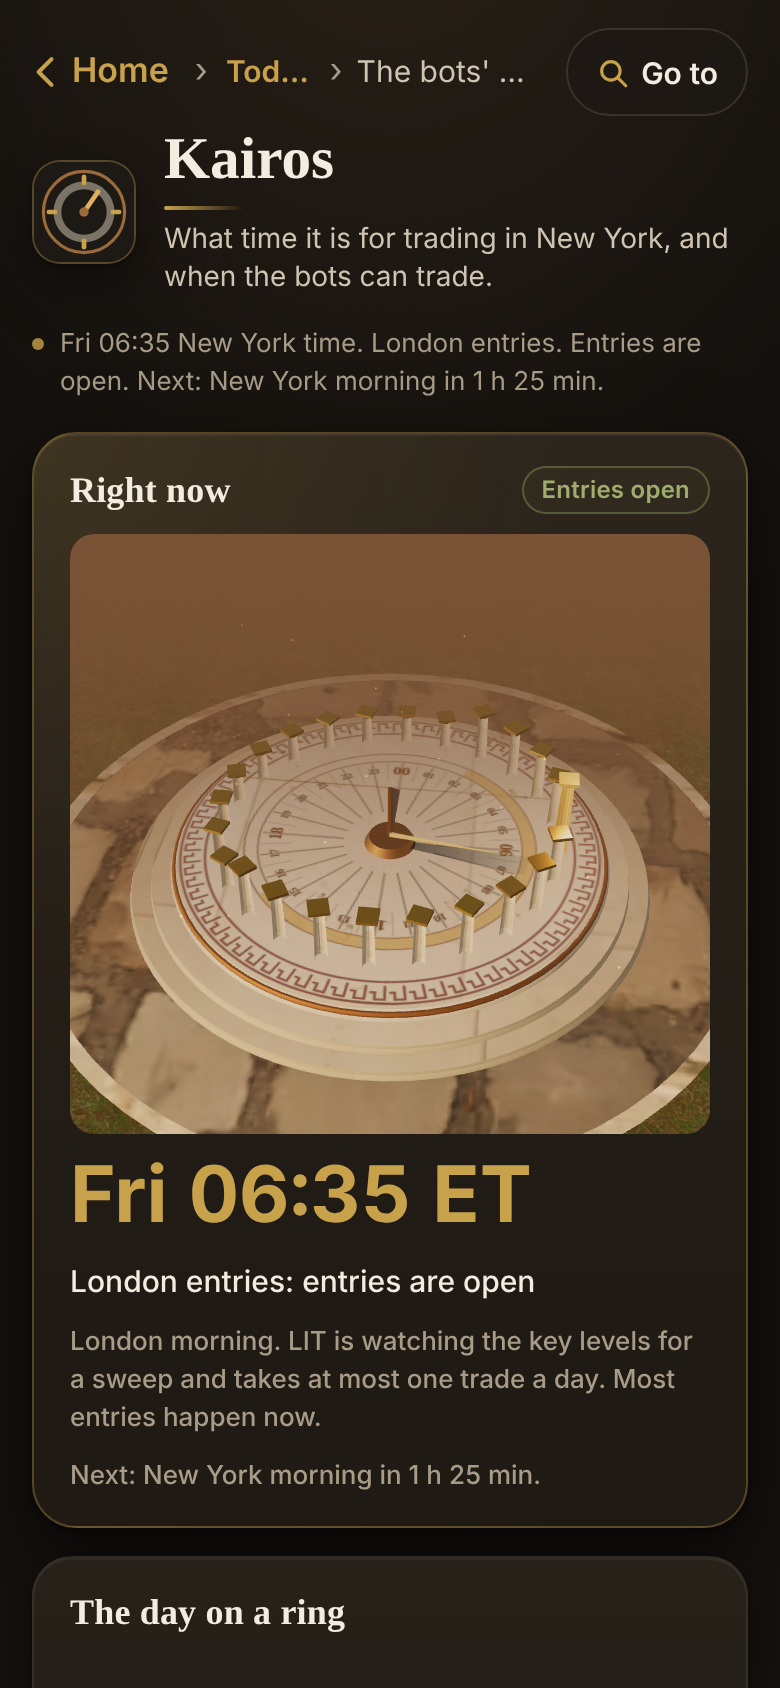 Home › Tod... › The bots' ... Go to
Kairos
What time it is for trading in New York, and
when the bots can trade.
Fri 06:35 New York time. London entries. Entries are
open. Next: New York morning in 1 h 25 min.
Right now
Entries open
00
18
06
Fri 06:35 ET
London entries: entries are open
London morning. LIT is watching the key levels for
a sweep and takes at most one trade a day. Most
entries happen now.
Next: New York morning in 1 h 25 min.
The day on a ring